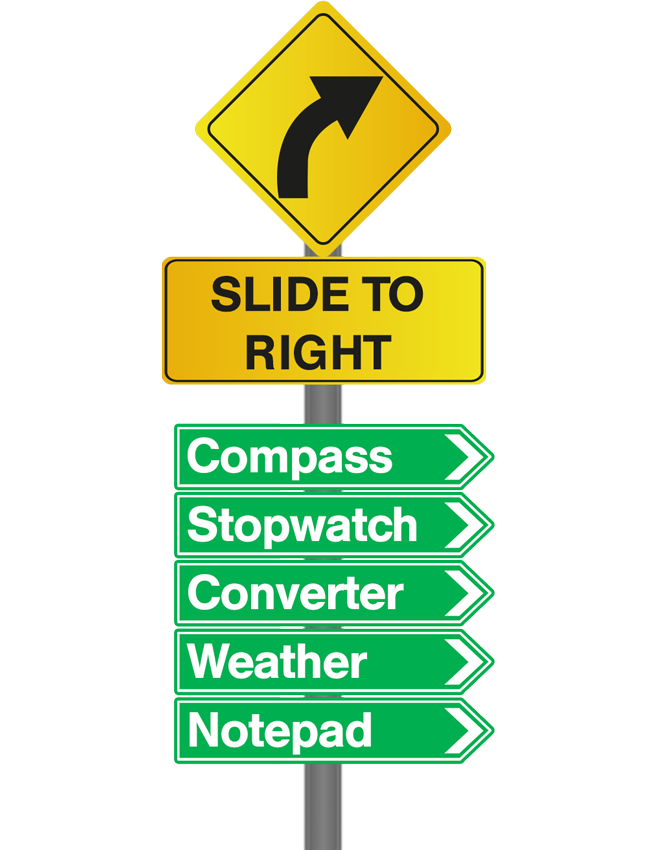 SLIDE TO
RIGHT
Compass
Stopwatch
Converter
Weather
Notepad